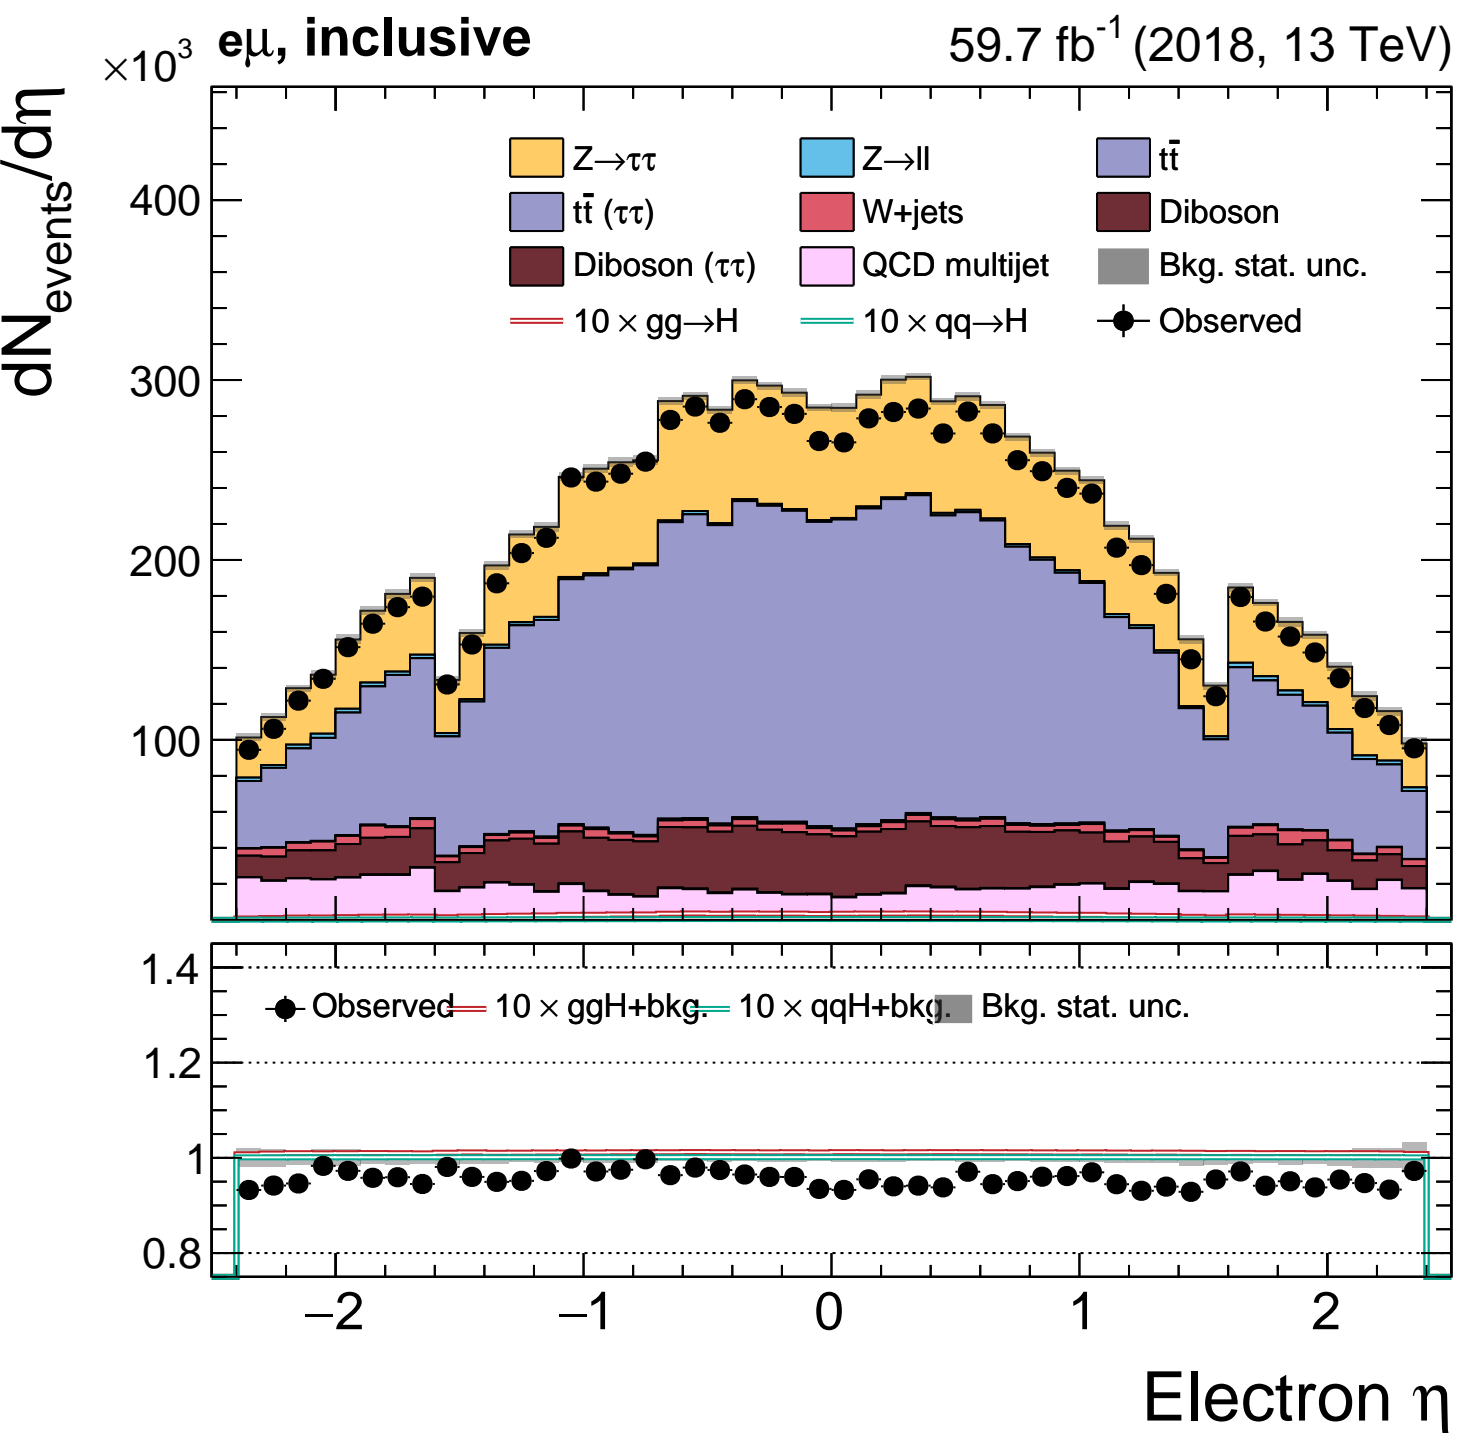 ×10³ eμ, inclusive 59.7 fb⁻¹ (2018, 13 TeV)
dN_events/dη
Z→ττ Z→ll tt̄
tt̄ (ττ) W+jets Diboson
Diboson (ττ) QCD multijet Bkg. stat. unc.
10 × gg→H 10 × qq→H Observed
400
300
200
100
1.4
Observed 10 × ggH+bkg. 10 × qqH+bkg. Bkg. stat. unc.
1.2
1
0.8
−2 −1 0 1 2
Electron η